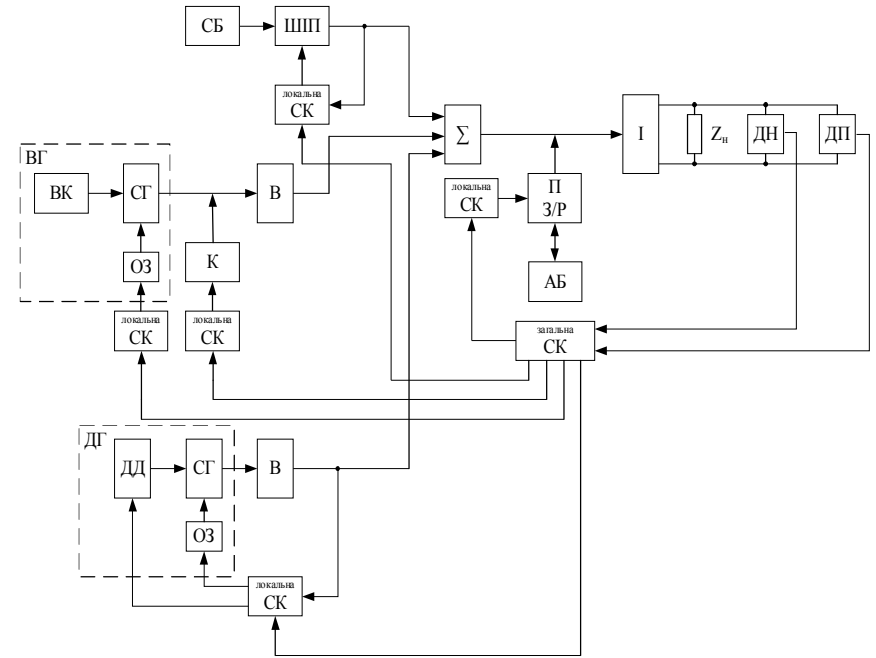 СБ
ШІП
локальна
СК
Σ
І
Zн
ДН
ДП
ВГ
ВК
СГ
В
локальна
СК
П
З/Р
ОЗ
К
АБ
локальна
СК
локальна
СК
загальна
СК
ДГ
ДД
СГ
В
ОЗ
локальна
СК